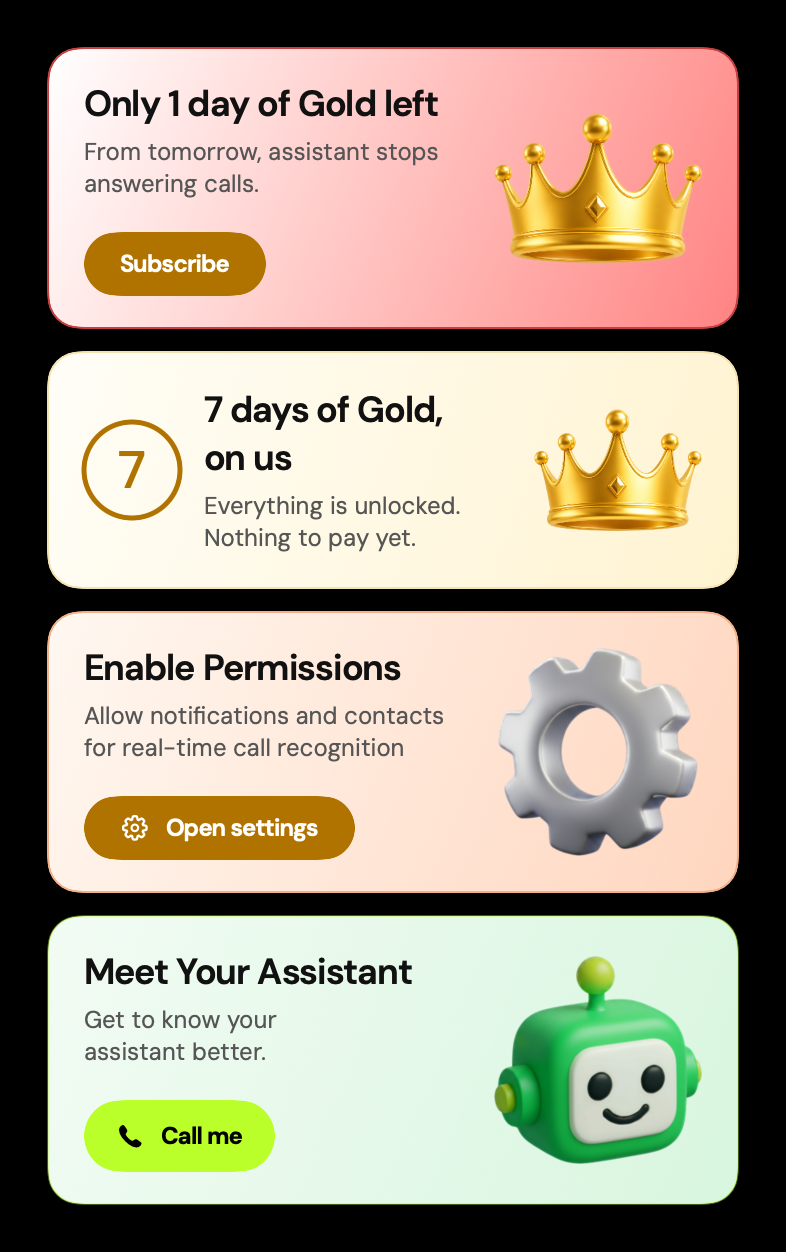 Only 1 day of Gold left
From tomorrow, assistant stops
answering calls.
Subscribe
7
7 days of Gold,
on us
Everything is unlocked.
Nothing to pay yet.
Enable Permissions
Allow notifications and contacts
for real-time call recognition
Open settings
Meet Your Assistant
Get to know your
assistant better.
Call me